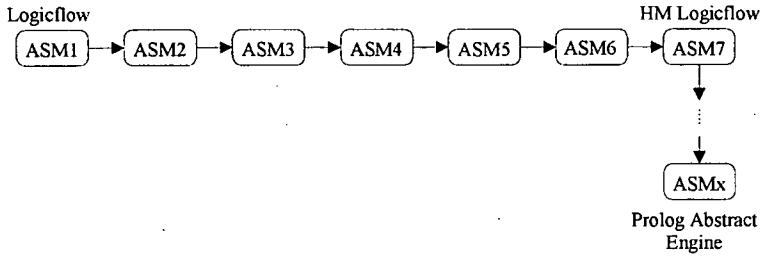 Logicflow
HM Logicflow
ASM1
ASM2
ASM3
ASM4
ASM5
ASM6
ASM7
ASMx
Prolog Abstract
Engine